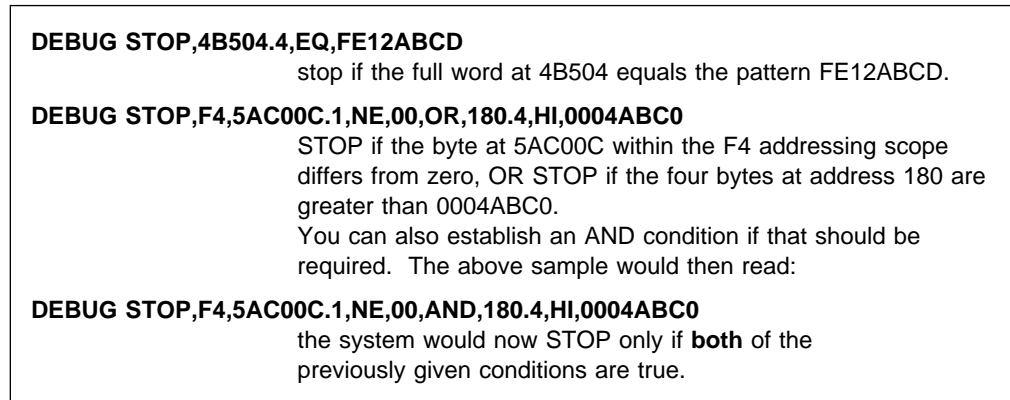 DEBUG STOP,4B504.4,EQ,FE12ABCD
stop if the full word at 4B504 equals the pattern FE12ABCD.
DEBUG STOP,F4,5AC00C.1,NE,00,OR,180.4,HI,0004ABC0
STOP if the byte at 5AC00C within the F4 addressing scope
differs from zero, OR STOP if the four bytes at address 180 are
greater than 0004ABC0.
You can also establish an AND condition if that should be
required. The above sample would then read:
DEBUG STOP,F4,5AC00C.1,NE,00,AND,180.4,HI,0004ABC0
the system would now STOP only if both of the
previously given conditions are true.